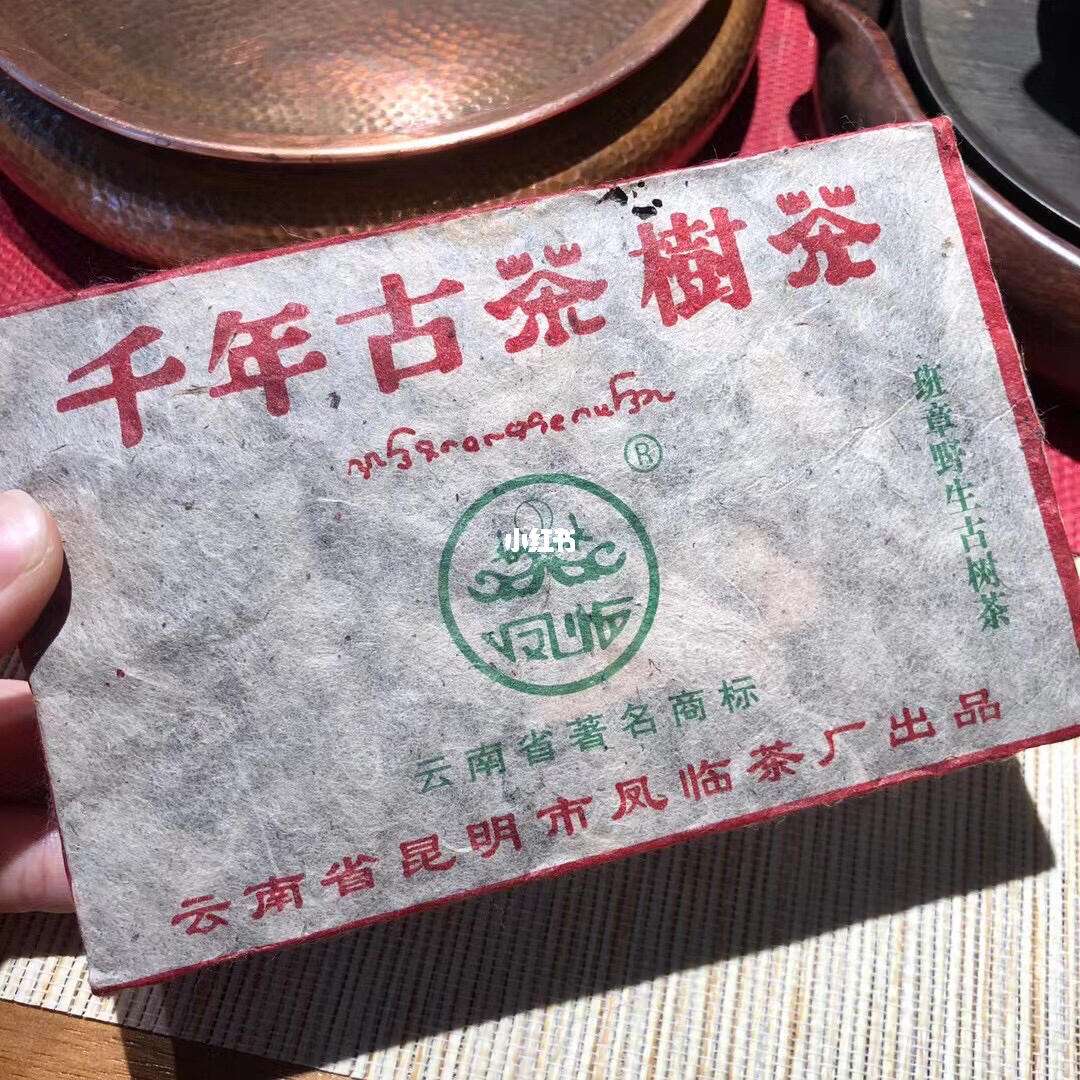 千年古茶樹茶
®
小红书
凤临
班章野生古树茶
云南省著名商标
云南省昆明市凤临茶厂出品